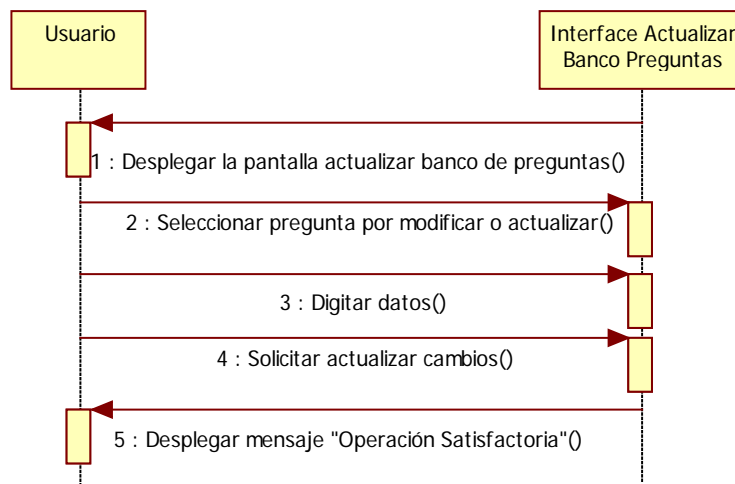 Usuario
Interface Actualizar
Banco Preguntas
1 : Desplegar la pantalla actualizar banco de preguntas()
2 : Seleccionar pregunta por modificar o actualizar()
3 : Digitar datos()
4 : Solicitar actualizar cambios()
5 : Desplegar mensaje "Operación Satisfactoria"()